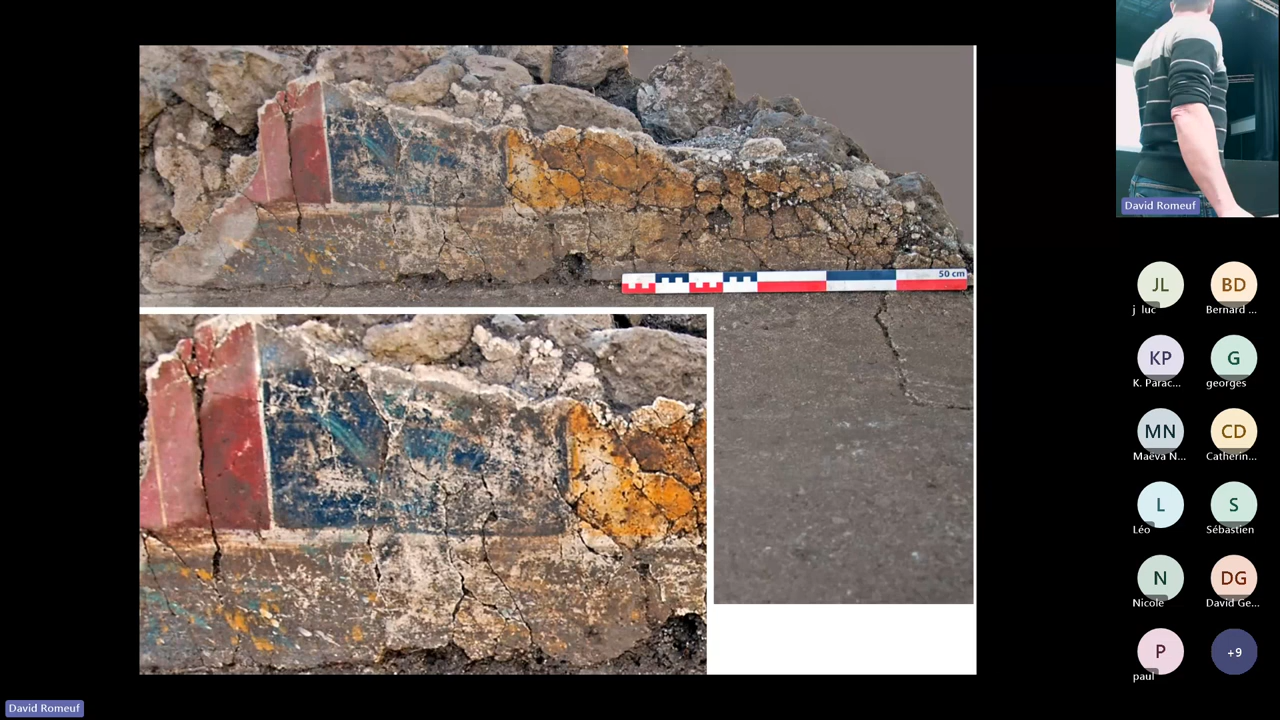 50 cm
David Romeuf
JL
BD
j luc
Bernard ...
KP
G
K. Parac...
georges
MN
CD
Maëva N...
Catherin...
L
S
Léo
Sébastien
N
DG
Nicole
David Ge...
P
+9
paul
David Romeuf